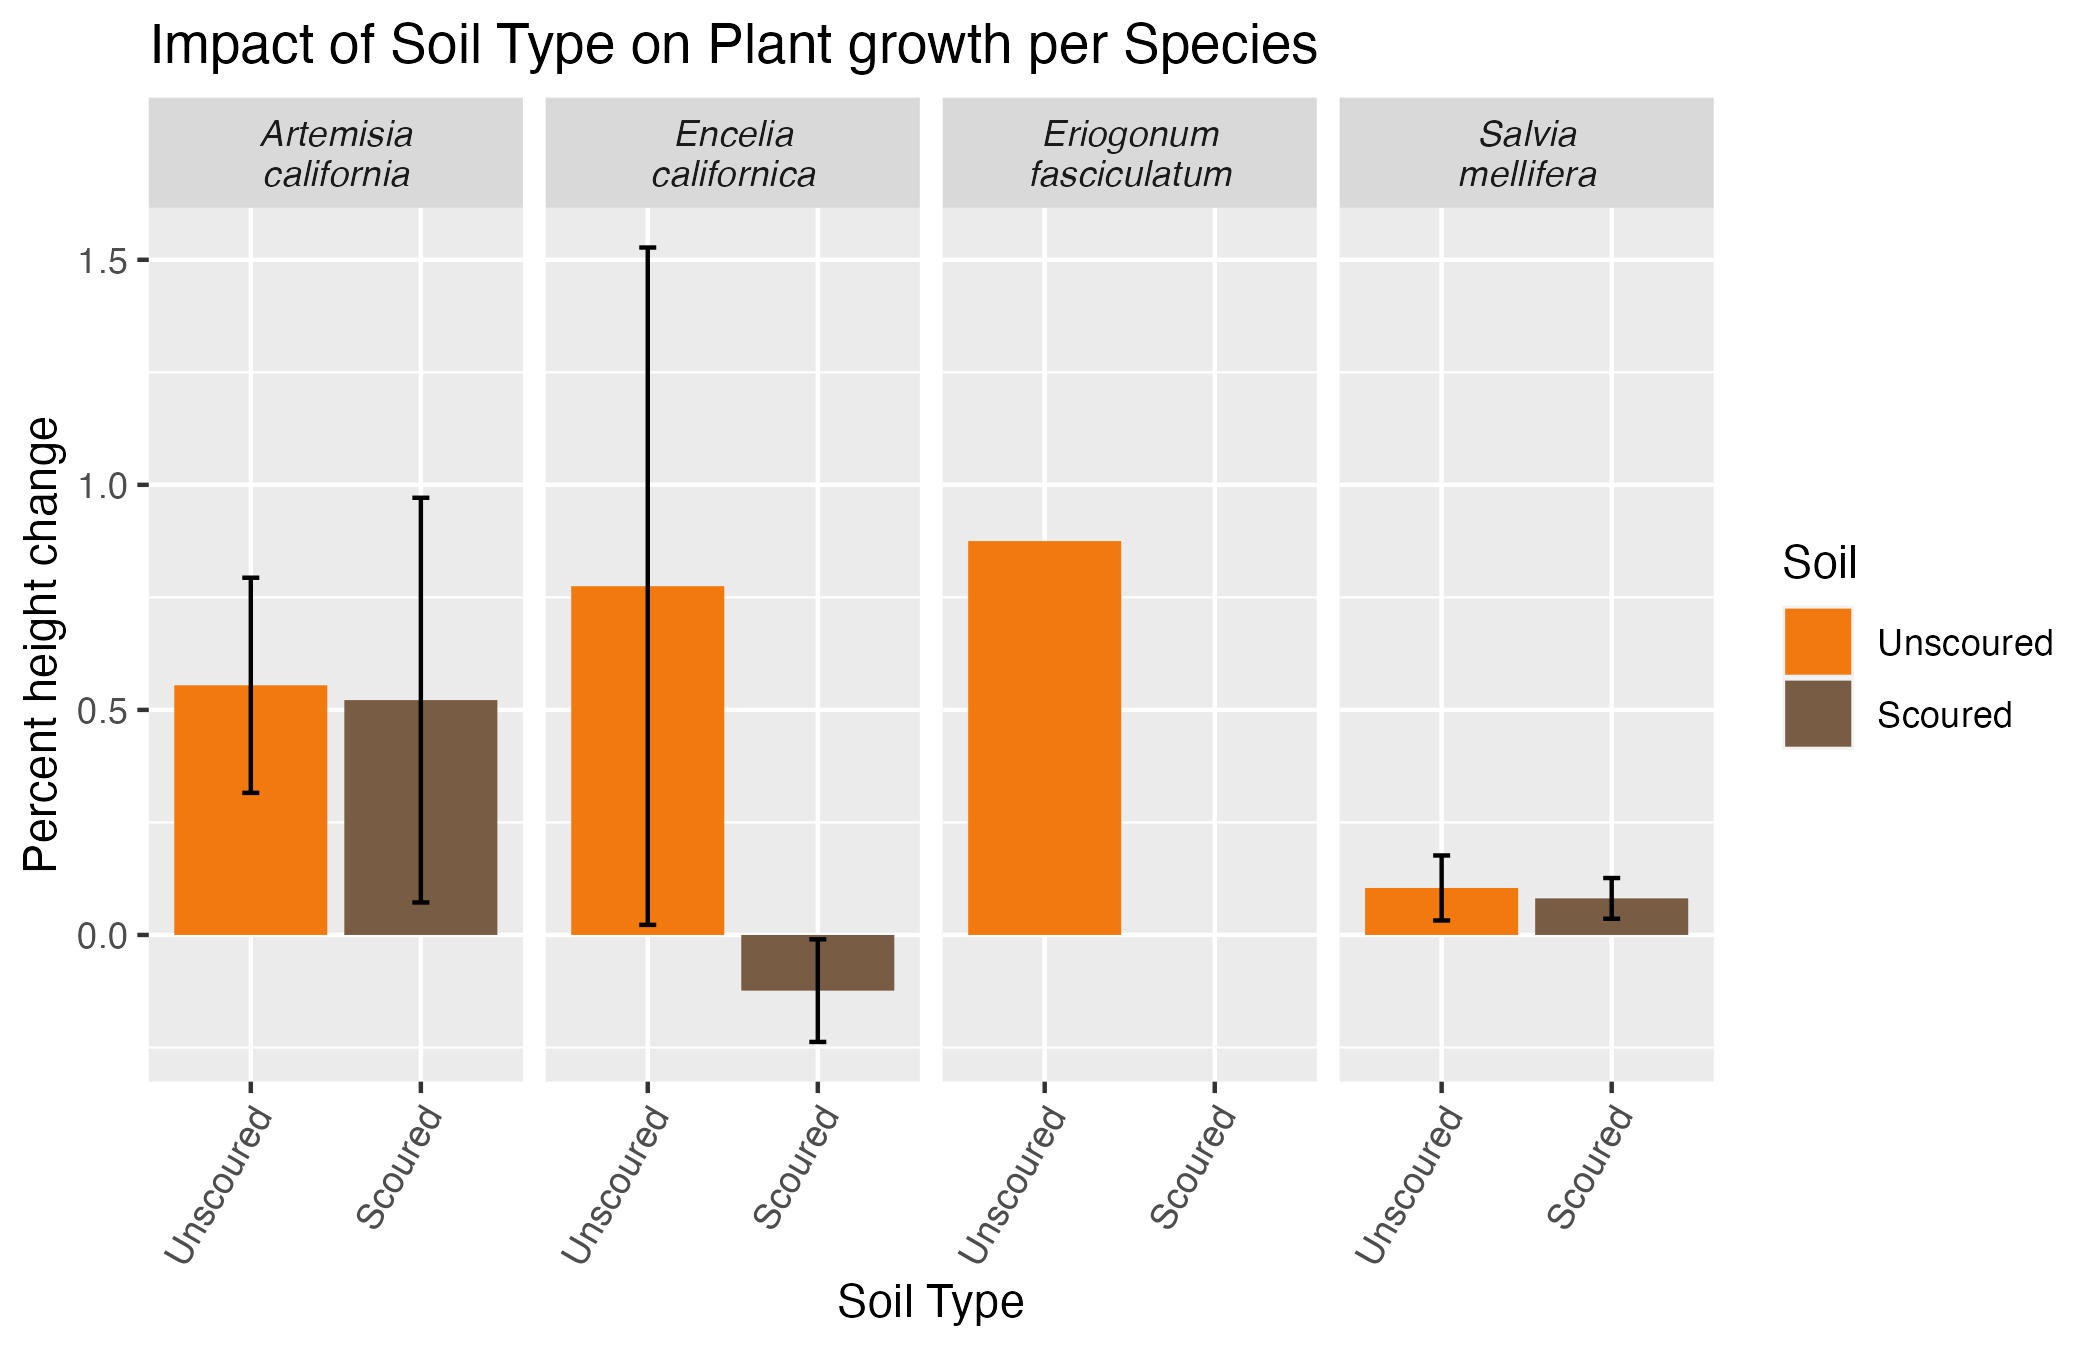 Impact of Soil Type on Plant growth per Species
Artemisia
california
Encelia
californica
Eriogonum
fasciculatum
Salvia
mellifera
Percent height change
1.5
1.0
0.5
0.0
Unscoured
Scoured
Unscoured
Scoured
Unscoured
Scoured
Unscoured
Scoured
Soil Type
Soil
Unscoured
Scoured